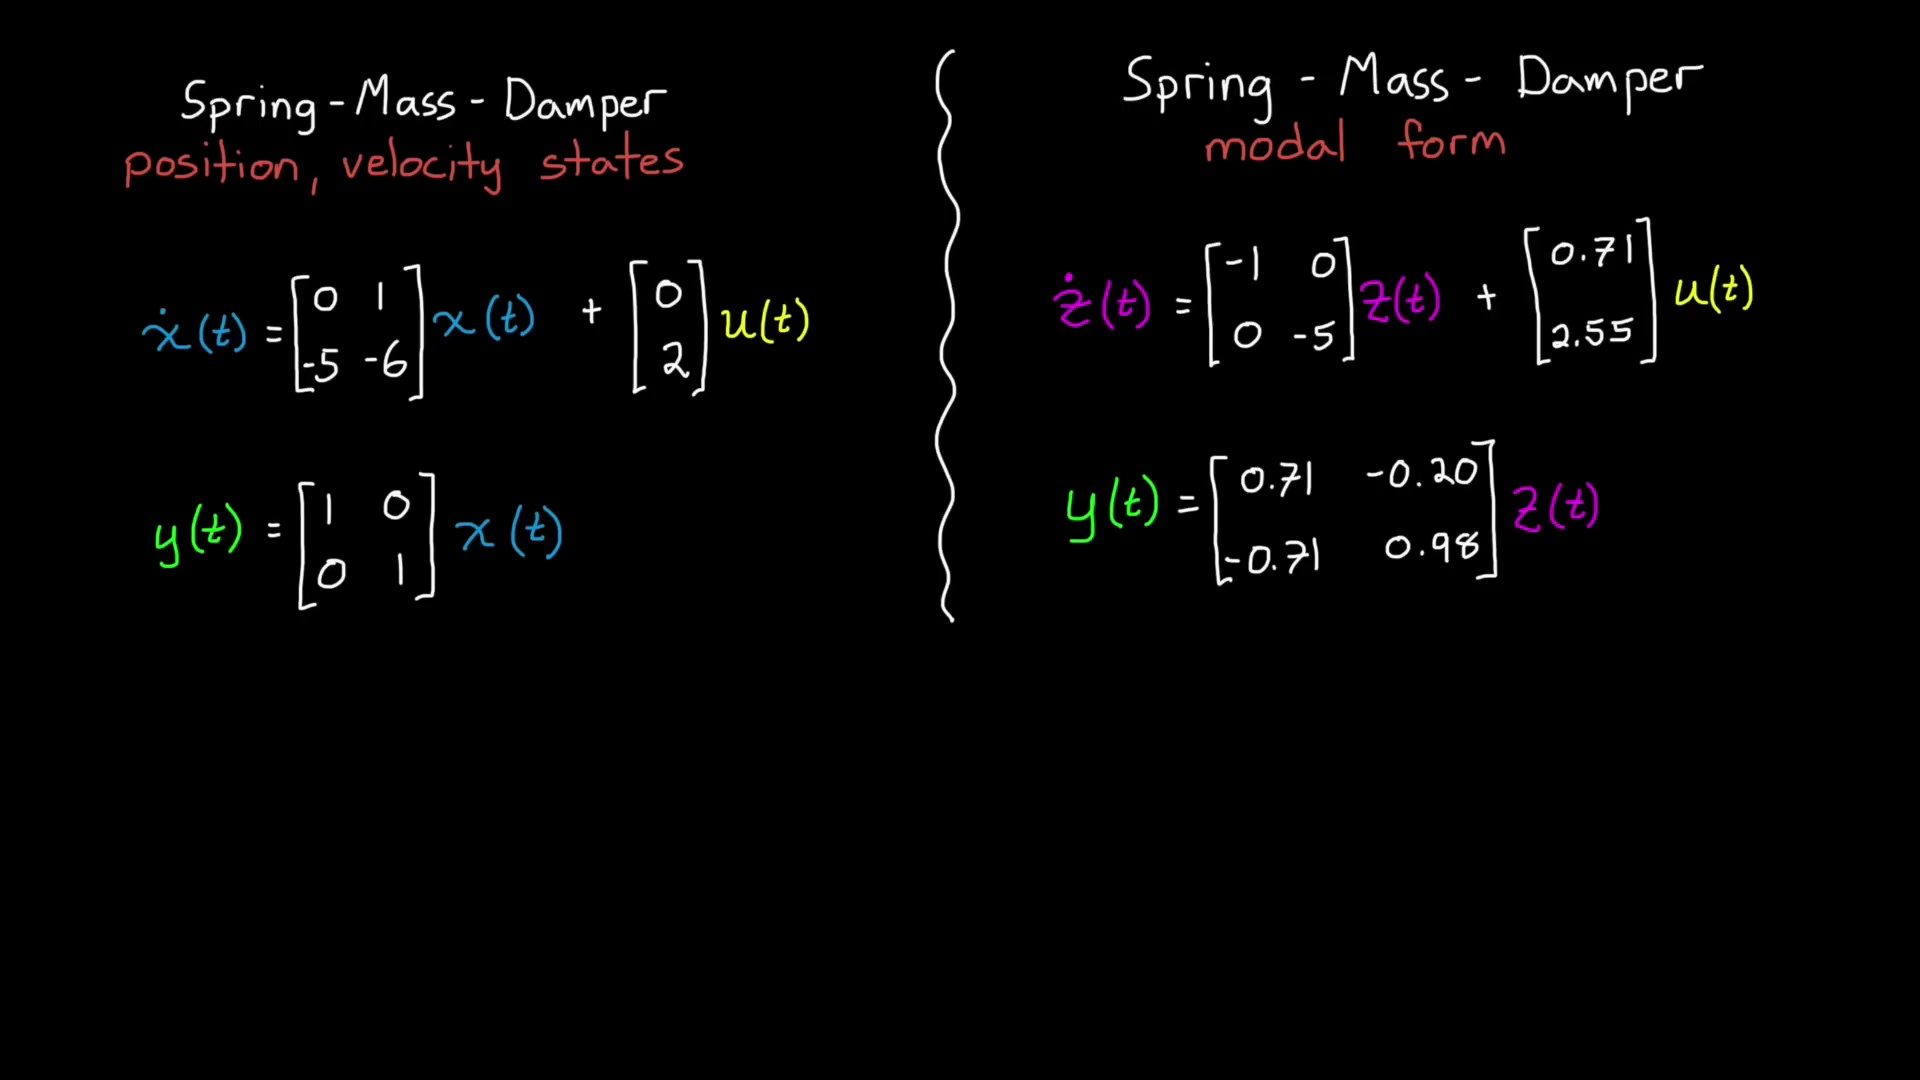 Spring-Mass-Damper
position, velocity states
ẋ(t) = [0 1; -5 -6] x(t) + [0; 2] u(t)
y(t) = [1 0; 0 1] x(t)
Spring-Mass-Damper
modal form
ż(t) = [-1 0; 0 -5] z(t) + [0.71; 2.55] u(t)
y(t) = [0.71 -0.20; -0.71 0.98] z(t)